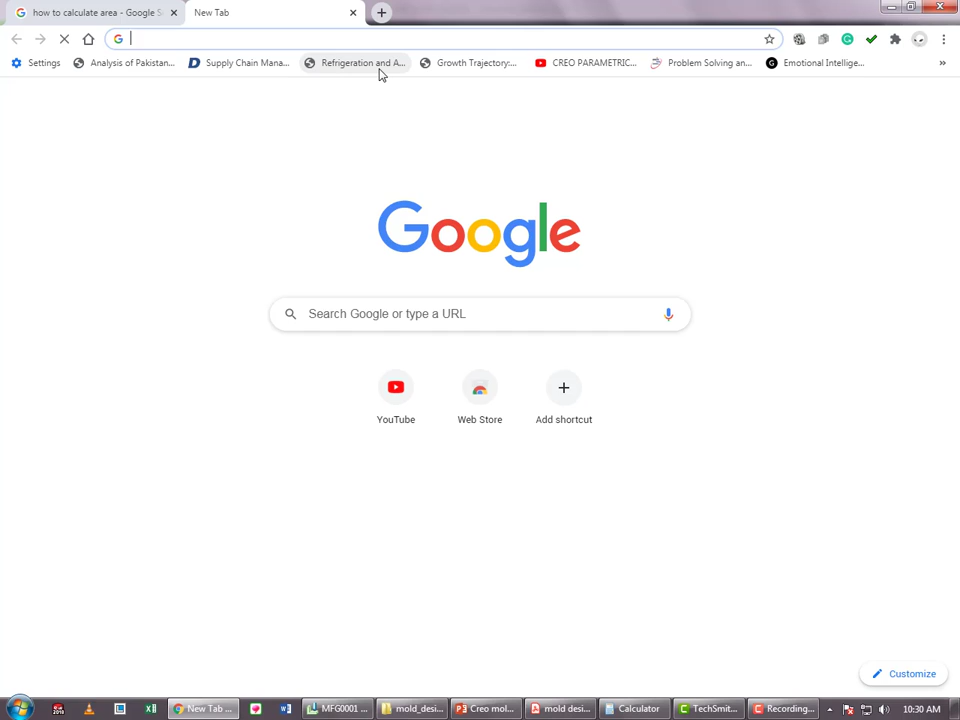 how to calculate area - Google S
New Tab
Settings
Analysis of Pakistan...
Supply Chain Mana...
Refrigeration and A...
Growth Trajectory:...
CREO PARAMETRIC...
Problem Solving an...
Emotional Intellige...
Google
Search Google or type a URL
YouTube
Web Store
Add shortcut
Customize
New Tab ...
MFG0001 ...
mold_desi...
Creo mol...
mold desi...
Calculator
TechSmit...
Recording...
10:30 AM